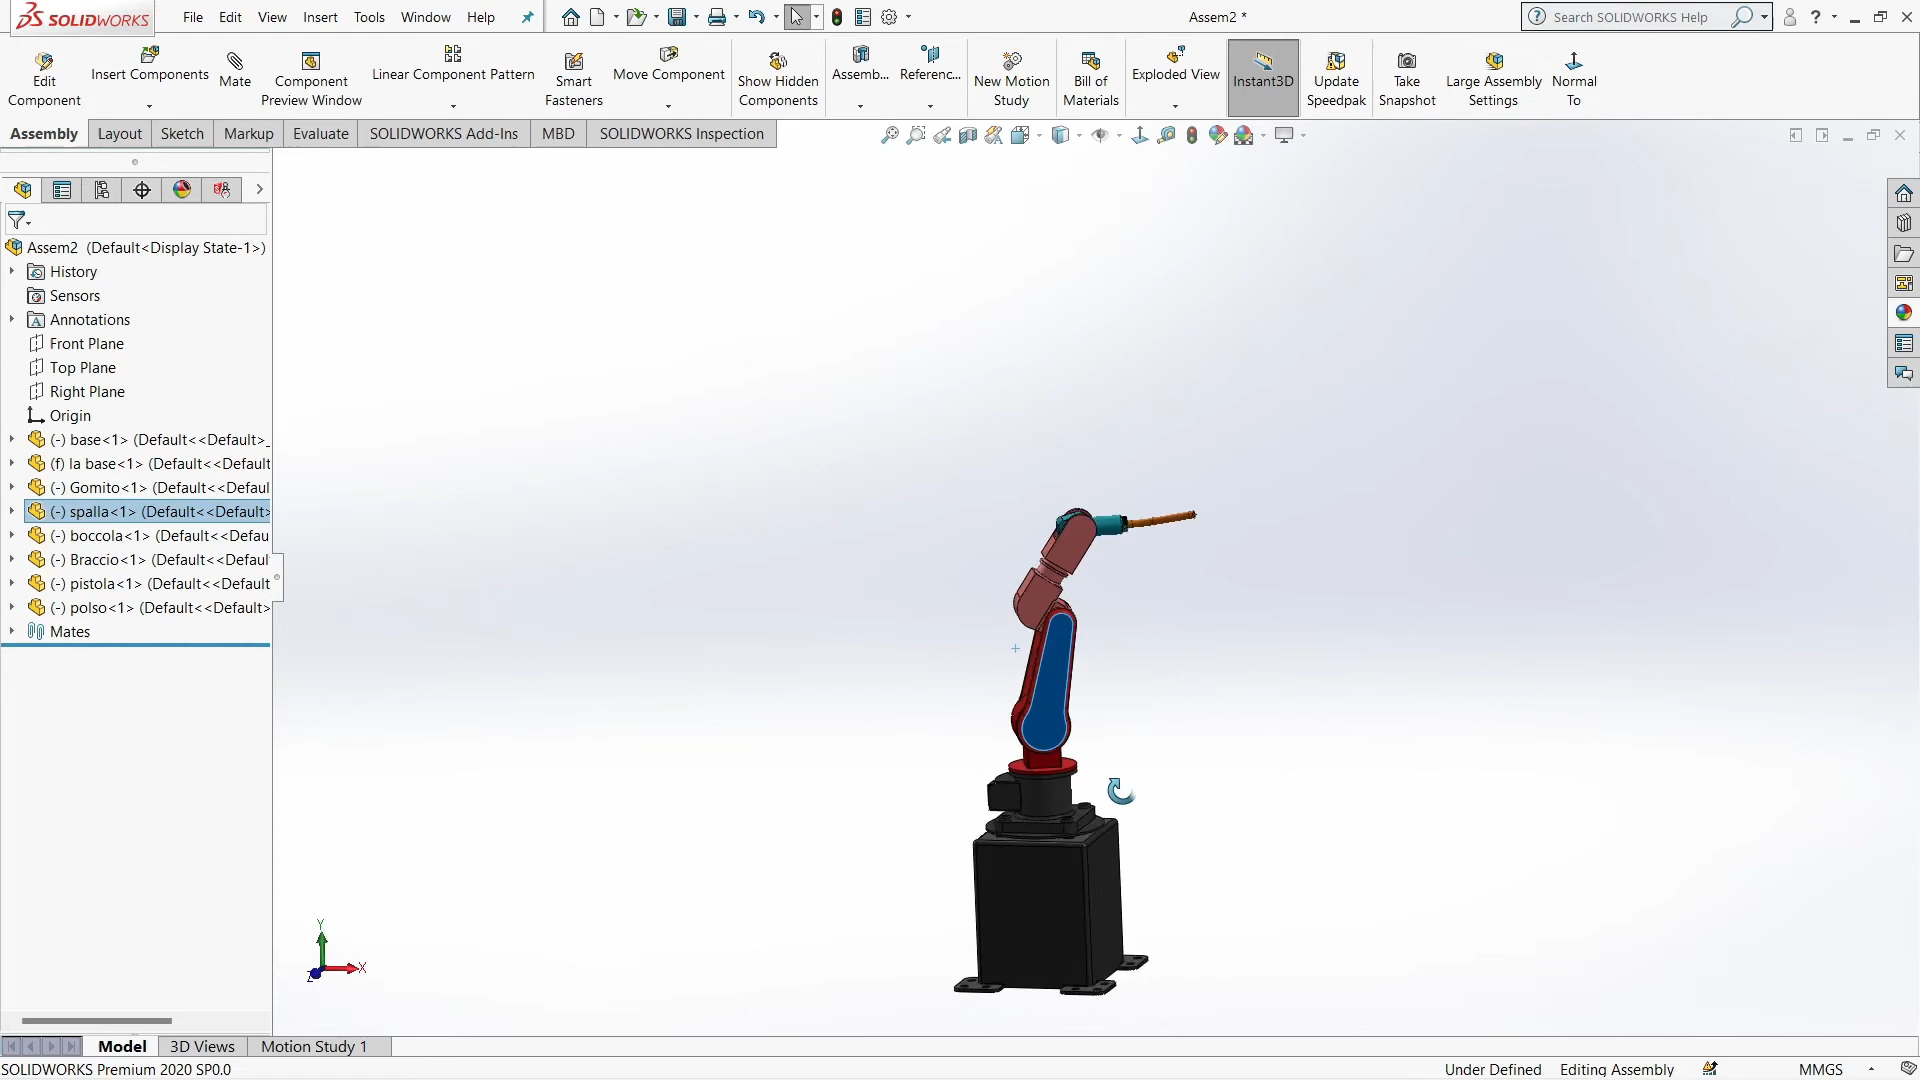 SOLIDWORKS
File Edit View Insert Tools Window Help
Assem2 *
Search SOLIDWORKS Help
Edit Component
Insert Components
Mate
Component Preview Window
Linear Component Pattern
Smart Fasteners
Move Component
Show Hidden Components
Assemb...
Referenc...
New Motion Study
Bill of Materials
Exploded View
Instant3D
Update Speedpak
Take Snapshot
Large Assembly Settings
Normal To
Assembly Layout Sketch Markup Evaluate SOLIDWORKS Add-Ins MBD SOLIDWORKS Inspection
Assem2 (Default<Display State-1>)
History
Sensors
Annotations
Front Plane
Top Plane
Right Plane
Origin
(-) base<1> (Default<<Default>_
(f) la base<1> (Default<<Default
(-) Gomito<1> (Default<<Defaul
(-) spalla<1> (Default<<Default>
(-) boccola<1> (Default<<Defau
(-) Braccio<1> (Default<<Defaul
(-) pistola<1> (Default<<Default
(-) polso<1> (Default<<Default>
Mates
Y
X
Z
Model 3D Views Motion Study 1
SOLIDWORKS Premium 2020 SP0.0
Under Defined Editing Assembly MMGS